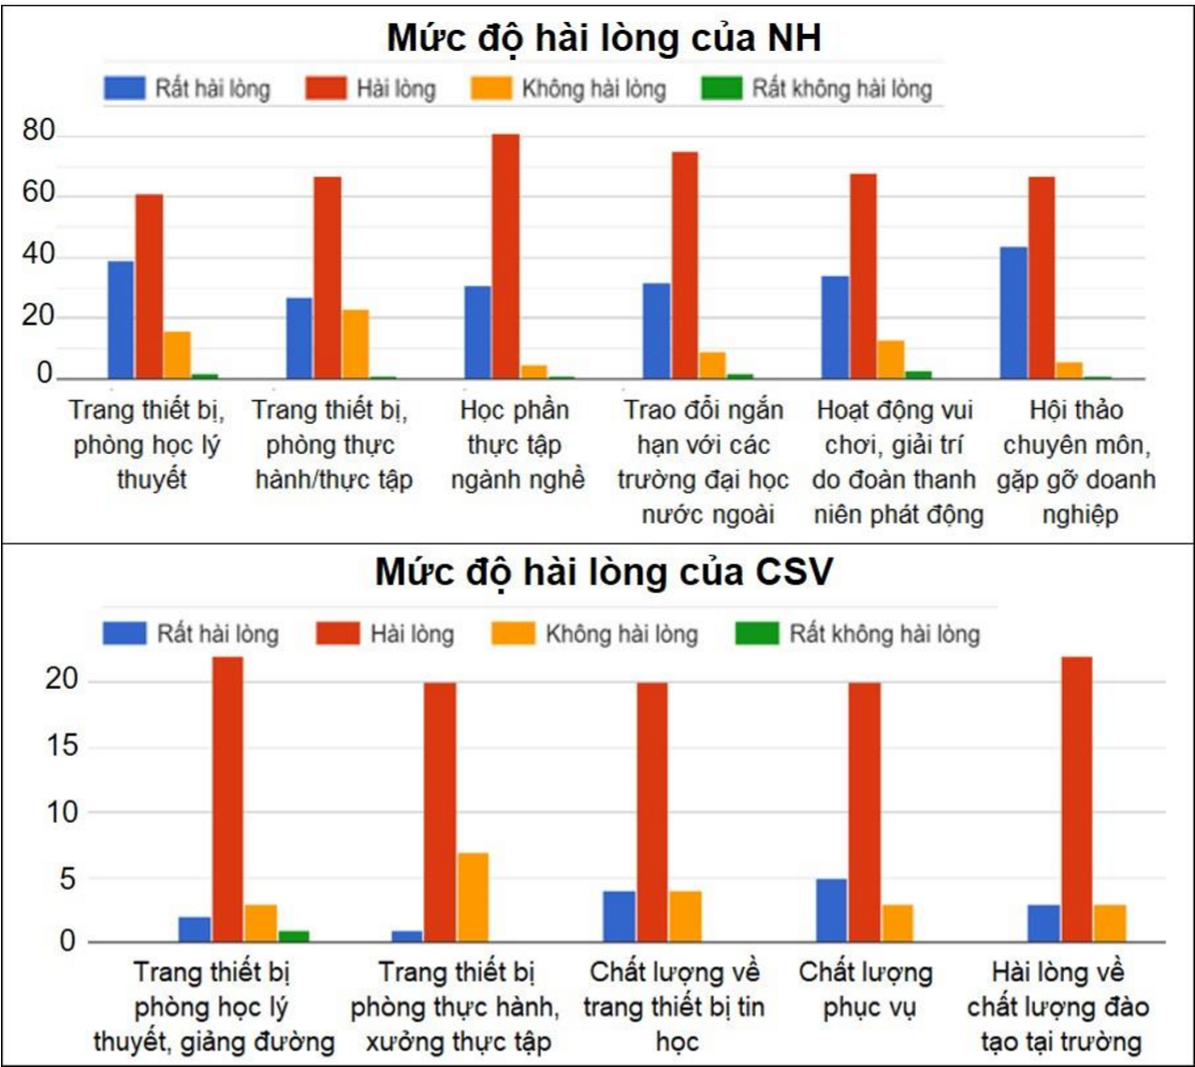 Mức độ hài lòng của NH
Rất hài lòng Hài lòng Không hài lòng Rất không hài lòng
80
60
40
20
0
Trang thiết bị,
phòng học lý
thuyết
Trang thiết bị,
phòng thực
hành/thực tập
Học phần
thực tập
ngành nghề
Trao đổi ngắn
hạn với các
trường đại học
nước ngoài
Hoạt động vui
chơi, giải trí
do đoàn thanh
niên phát động
Hội thảo
chuyên môn,
gặp gỡ doanh
nghiệp
Mức độ hài lòng của CSV
Rất hài lòng Hài lòng Không hài lòng Rất không hài lòng
20
15
10
5
0
Trang thiết bị
phòng học lý
thuyết, giảng đường
Trang thiết bị
phòng thực hành,
xưởng thực tập
Chất lượng về
trang thiết bị tin
học
Chất lượng
phục vụ
Hài lòng về
chất lượng đào
tạo tại trường